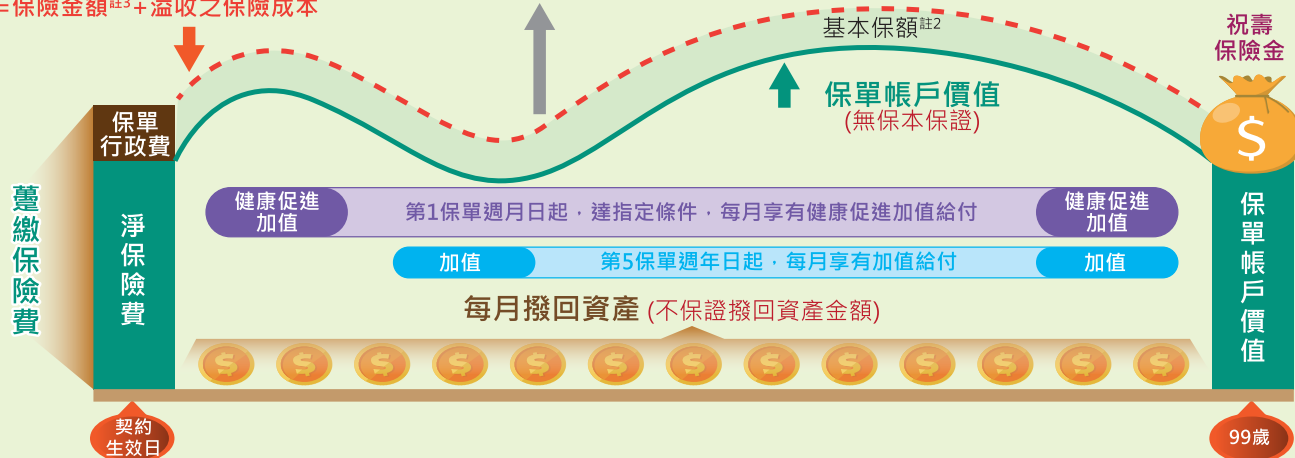 =保險金額註3+溢收之保險成本
基本保額註2
祝壽
保險金
保單帳戶價值
(無保本保證)
保單
行政費
躉繳保險費
淨保險費
健康促進
加值
第1保單週月日起，達指定條件，每月享有健康促進加值給付
健康促進
加值
加值
第5保單週年日起，每月享有加值給付
加值
每月撥回資產 (不保證撥回資產金額)
保單帳戶價值
契約
生效日
99歲